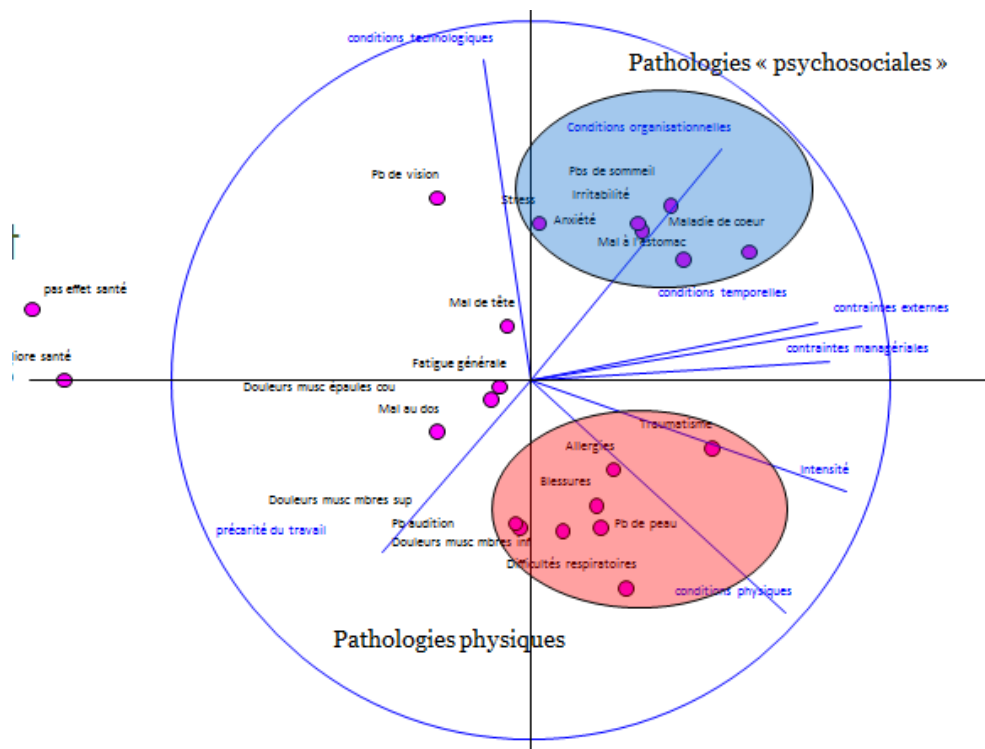 conditions technologiques
Pathologies « psychosociales »
Conditions organisationnelles
Pb de vision
Pbs de sommeil
Irritabilité
Stress
Anxiété
Maladie de coeur
Mal à l'estomac
pas effet santé
conditions temporelles
Mal de tête
contraintes externes
contraintes managériales
iore santé
Fatigue générale
Douleurs musc épaules cou
Mal au dos
Traumatisme
Allergies
Intensité
Blessures
Douleurs musc mbres sup
précarité du travail
Pb audition
Pb de peau
Douleurs musc mbres inf
Difficultés respiratoires
conditions physiques
Pathologies physiques